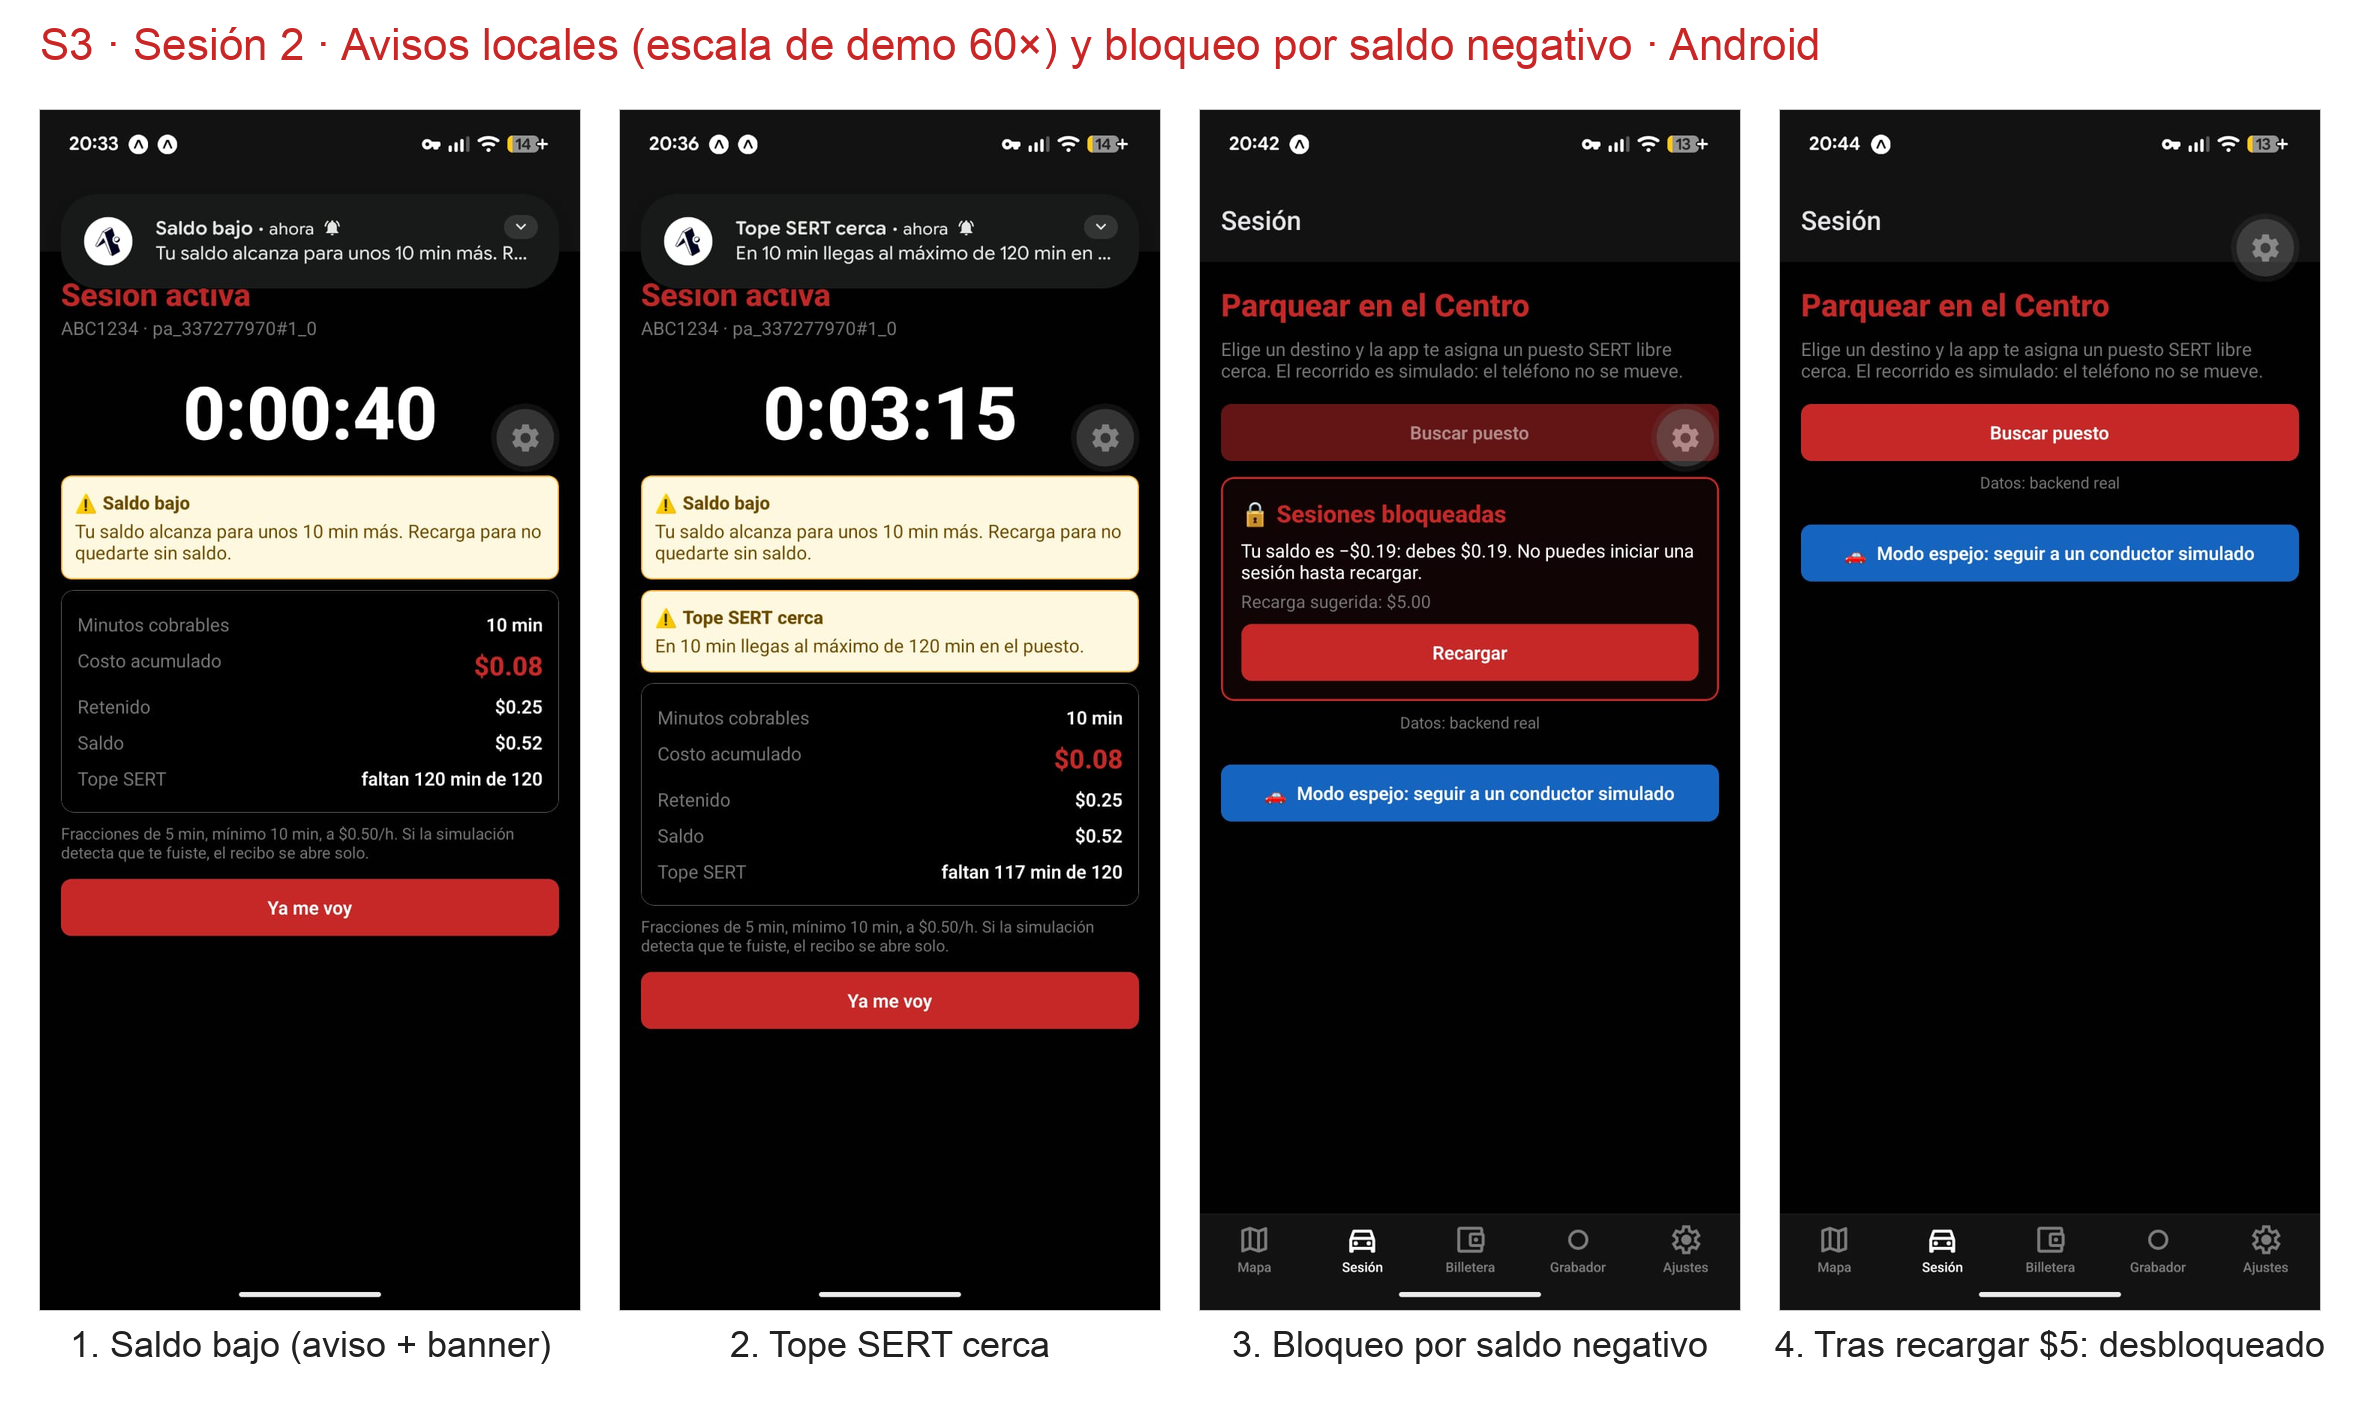 S3 · Sesión 2 · Avisos locales (escala de demo 60×) y bloqueo por saldo negativo · Android
20:33
14
Saldo bajo • ahora
Tu saldo alcanza para unos 10 min más. R...
Sesión activa
ABC1234 · pa_337277970#1_0
0:00:40
Saldo bajo
Tu saldo alcanza para unos 10 min más. Recarga para no
quedarte sin saldo.
Minutos cobrables 10 min
Costo acumulado $0.08
Retenido $0.25
Saldo $0.52
Tope SERT faltan 120 min de 120
Fracciones de 5 min, mínimo 10 min, a $0.50/h. Si la simulación
detecta que te fuiste, el recibo se abre solo.
Ya me voy
1. Saldo bajo (aviso + banner)
20:36
14
Tope SERT cerca • ahora
En 10 min llegas al máximo de 120 min en ...
Sesión activa
ABC1234 · pa_337277970#1_0
0:03:15
Saldo bajo
Tu saldo alcanza para unos 10 min más. Recarga para no
quedarte sin saldo.
Tope SERT cerca
En 10 min llegas al máximo de 120 min en el puesto.
Minutos cobrables 10 min
Costo acumulado $0.08
Retenido $0.25
Saldo $0.52
Tope SERT faltan 117 min de 120
Fracciones de 5 min, mínimo 10 min, a $0.50/h. Si la simulación
detecta que te fuiste, el recibo se abre solo.
Ya me voy
2. Tope SERT cerca
20:42
13
Sesión
Parquear en el Centro
Elige un destino y la app te asigna un puesto SERT libre
cerca. El recorrido es simulado: el teléfono no se mueve.
Buscar puesto
Sesiones bloqueadas
Tu saldo es −$0.19: debes $0.19. No puedes iniciar una
sesión hasta recargar.
Recarga sugerida: $5.00
Recargar
Datos: backend real
Modo espejo: seguir a un conductor simulado
Mapa Sesión Billetera Grabador Ajustes
3. Bloqueo por saldo negativo
20:44
13
Sesión
Parquear en el Centro
Elige un destino y la app te asigna un puesto SERT libre
cerca. El recorrido es simulado: el teléfono no se mueve.
Buscar puesto
Datos: backend real
Modo espejo: seguir a un conductor simulado
Mapa Sesión Billetera Grabador Ajustes
4. Tras recargar $5: desbloqueado